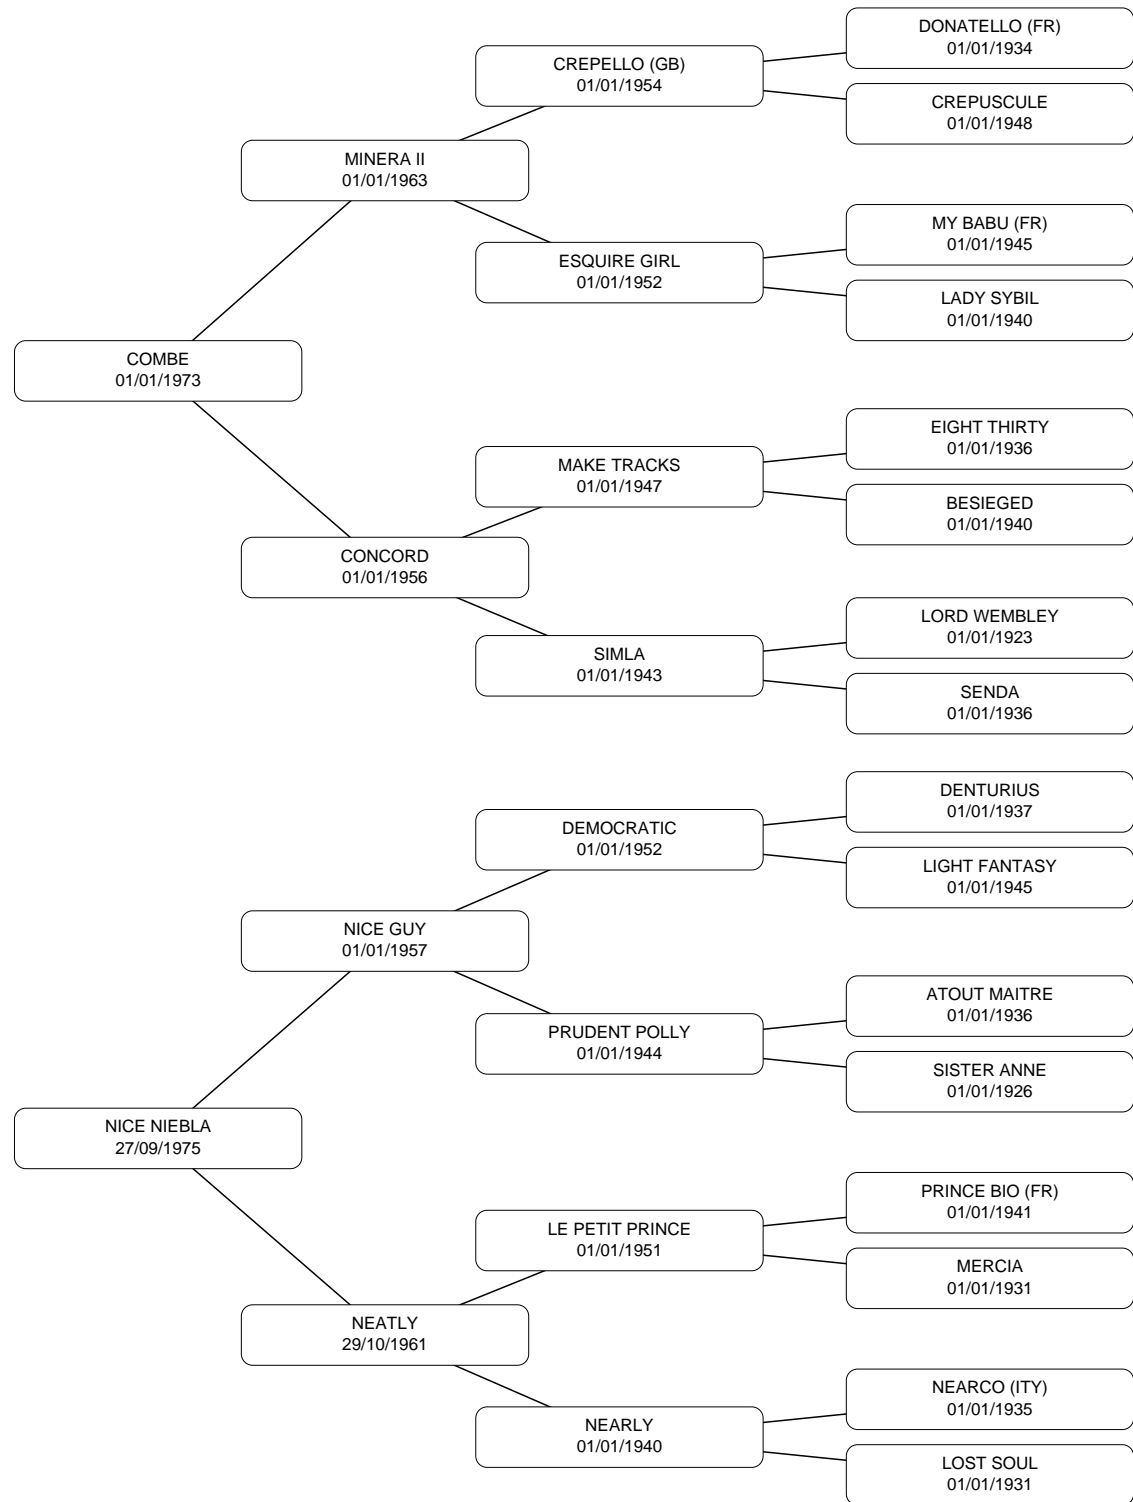 DONATELLO (FR)
01/01/1934
CREPELLO (GB)
01/01/1954
CREPUSCULE
01/01/1948
MINERA II
01/01/1963
MY BABU (FR)
01/01/1945
ESQUIRE GIRL
01/01/1952
LADY SYBIL
01/01/1940
COMBE
01/01/1973
EIGHT THIRTY
01/01/1936
MAKE TRACKS
01/01/1947
BESIEGED
01/01/1940
CONCORD
01/01/1956
LORD WEMBLEY
01/01/1923
SIMLA
01/01/1943
SENDA
01/01/1936
DENTURIUS
01/01/1937
DEMOCRATIC
01/01/1952
LIGHT FANTASY
01/01/1945
NICE GUY
01/01/1957
ATOUT MAITRE
01/01/1936
PRUDENT POLLY
01/01/1944
SISTER ANNE
01/01/1926
NICE NIEBLA
27/09/1975
PRINCE BIO (FR)
01/01/1941
LE PETIT PRINCE
01/01/1951
MERCIA
01/01/1931
NEATLY
29/10/1961
NEARCO (ITY)
01/01/1935
NEARLY
01/01/1940
LOST SOUL
01/01/1931